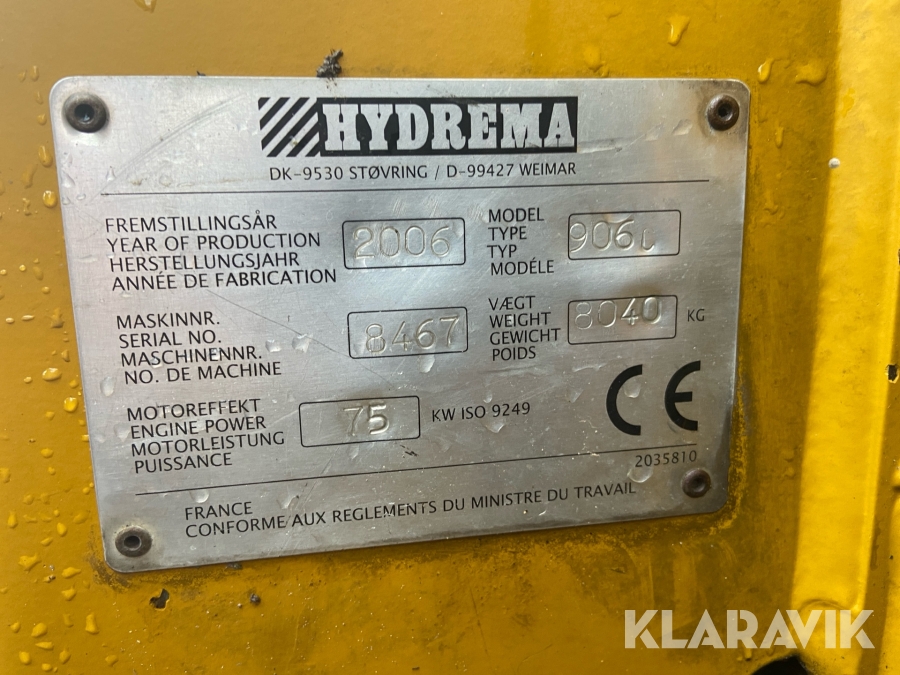 HYDREMA
DK-9530 STØVRING / D-99427 WEIMAR
FREMSTILLINGSÅR
YEAR OF PRODUCTION
HERSTELLUNGSJAHR
ANNÉE DE FABRICATION
2006
MODEL
TYPE
TYP
MODÉLE
906
MASKINNR.
SERIAL NO.
MASCHINENNR.
NO. DE MACHINE
8467
VÆGT
WEIGHT
GEWICHT
POIDS
8040 KG
MOTOREFFEKT
ENGINE POWER
MOTORLEISTUNG
PUISSANCE
75 KW ISO 9249
CE
2035810
FRANCE
CONFORME AUX REGLEMENTS DU MINISTRE DU TRAVAIL
KLARAVIK